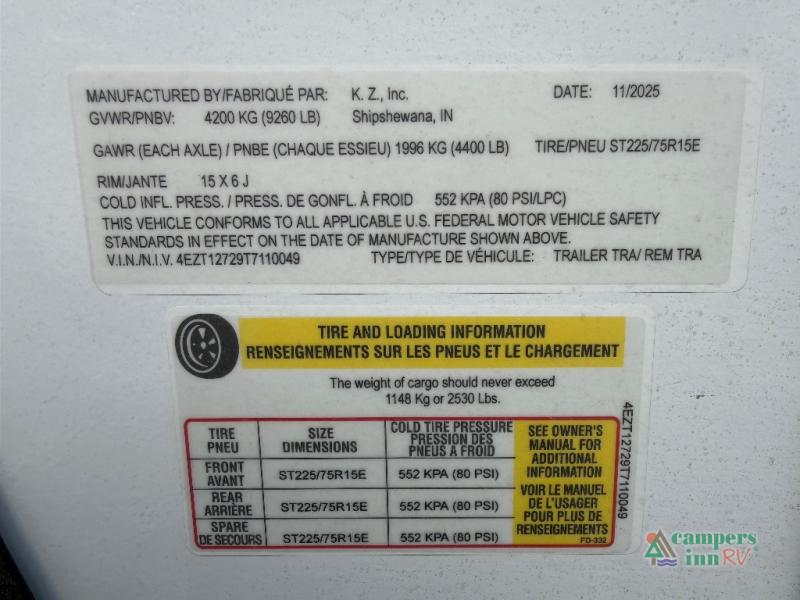 MANUFACTURED BY/FABRIQUÉ PAR: K. Z., Inc. DATE: 11/2025
GVWR/PNBV: 4200 KG (9260 LB) Shipshewana, IN
GAWR (EACH AXLE) / PNBE (CHAQUE ESSIEU) 1996 KG (4400 LB) TIRE/PNEU ST225/75R15E
RIM/JANTE 15 X 6 J
COLD INFL. PRESS. / PRESS. DE GONFL. À FROID 552 KPA (80 PSI/LPC)
THIS VEHICLE CONFORMS TO ALL APPLICABLE U.S. FEDERAL MOTOR VEHICLE SAFETY
STANDARDS IN EFFECT ON THE DATE OF MANUFACTURE SHOWN ABOVE.
V.I.N./N.I.V. 4EZT12729T7110049 TYPE/TYPE DE VÉHICULE: TRAILER TRA/ REM TRA
TIRE AND LOADING INFORMATION
RENSEIGNEMENTS SUR LES PNEUS ET LE CHARGEMENT
The weight of cargo should never exceed
1148 Kg or 2530 Lbs.
TIRE
PNEU
SIZE
DIMENSIONS
COLD TIRE PRESSURE
PRESSION DES
PNEUS A FROID
FRONT
AVANT
ST225/75R15E
552 KPA (80 PSI)
REAR
ARRIÈRE
ST225/75R15E
552 KPA (80 PSI)
SPARE
DE SECOURS
ST225/75R15E
552 KPA (80 PSI)
SEE OWNER'S
MANUAL FOR
ADDITIONAL
INFORMATION
VOIR LE MANUEL
DE L'USAGER
POUR PLUS DE
RENSEIGNEMENTS
FD-332
4EZT12729T7110049
campers
inn RV